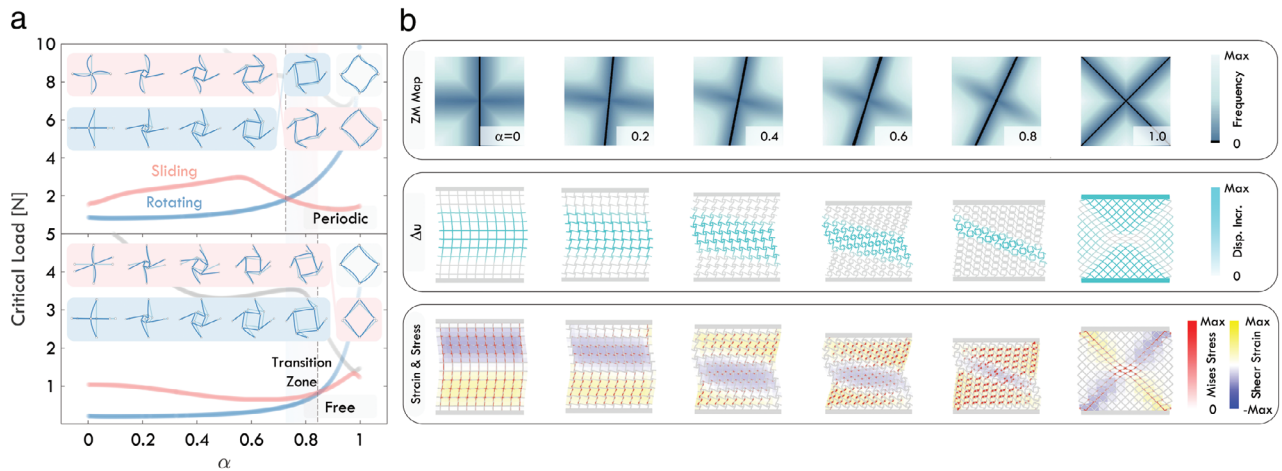 a
Critical Load [N]
10
8
6
4
2
5
4
3
2
1
Sliding
Rotating
Periodic
Transition
Zone
Free
0
0.2
0.4
0.6
0.8
1
α
b
ZM Map
α=0
0.2
0.4
0.6
0.8
1.0
Max
0
Frequency
Δu
Max
0
Disp. Incr.
Strain & Stress
Max
0
Mises Stress
Max
-Max
Shear Strain